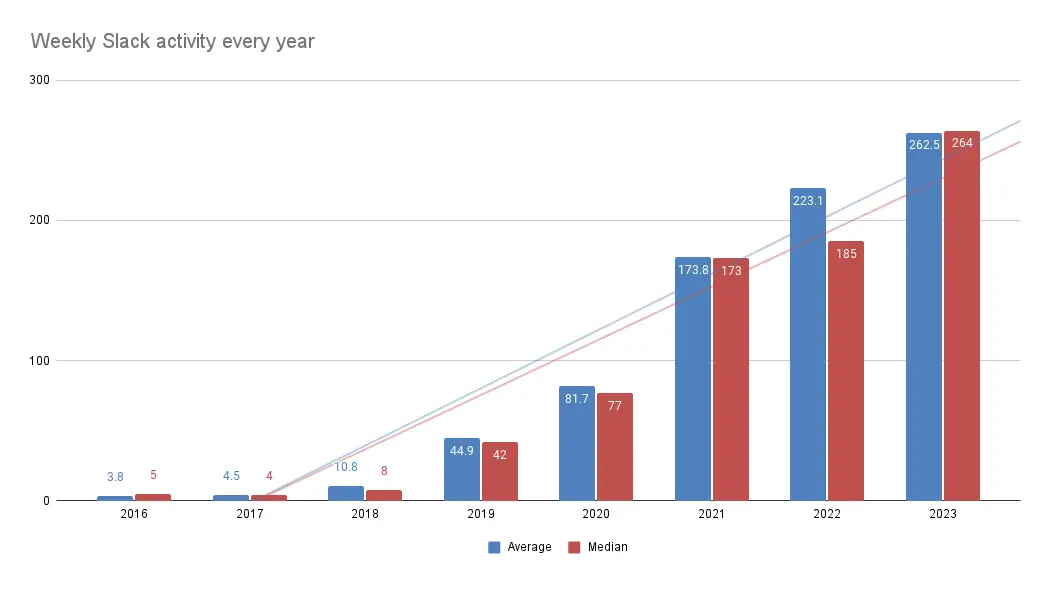 Weekly Slack activity every year
300
200
100
0
3.8 5 4.5 4 10.8 8 44.9 42 81.7 77 173.8 173 223.1 185 262.5 264
2016 2017 2018 2019 2020 2021 2022 2023
Average Median